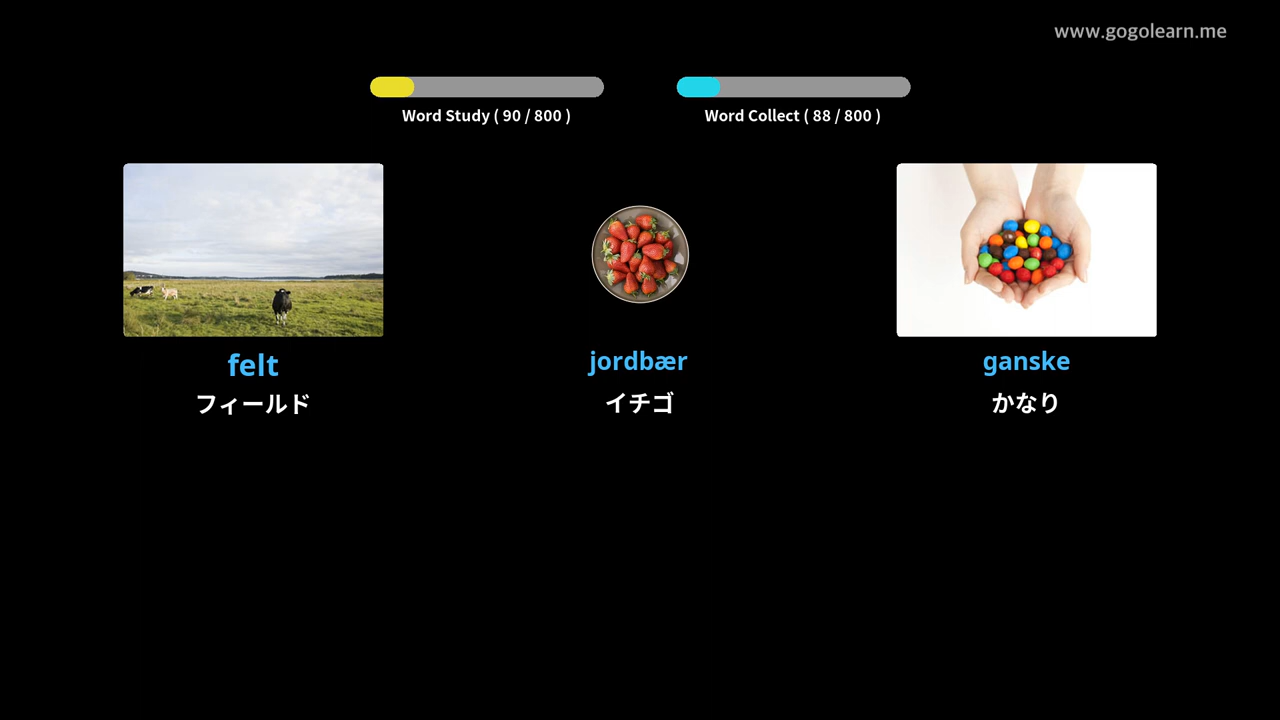 www.gogolearn.me
Word Study ( 90 / 800 )
Word Collect ( 88 / 800 )
felt
フィールド
jordbær
イチゴ
ganske
かなり